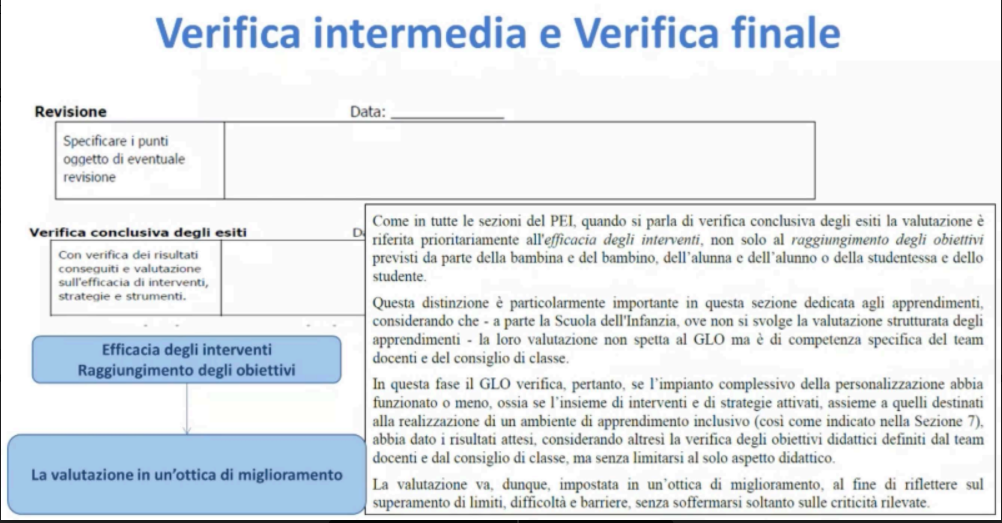 Verifica intermedia e Verifica finale
Revisione
Data: ____________
Specificare i punti
oggetto di eventuale
revisione
Verifica conclusiva degli esiti
Con verifica dei risultati
conseguiti e valutazione
sull'efficacia di interventi,
strategie e strumenti.
Efficacia degli interventi
Raggiungimento degli obiettivi
La valutazione in un'ottica di miglioramento
Come in tutte le sezioni del PEI, quando si parla di verifica conclusiva degli esiti la valutazione è
riferita prioritariamente all'efficacia degli interventi, non solo al raggiungimento degli obiettivi
previsti da parte della bambina e del bambino, dell'alunna e dell'alunno o della studentessa e dello
studente.
Questa distinzione è particolarmente importante in questa sezione dedicata agli apprendimenti,
considerando che - a parte la Scuola dell'Infanzia, ove non si svolge la valutazione strutturata degli
apprendimenti - la loro valutazione non spetta al GLO ma è di competenza specifica del team
docenti e del consiglio di classe.
In questa fase il GLO verifica, pertanto, se l'impianto complessivo della personalizzazione abbia
funzionato o meno, ossia se l'insieme di interventi e di strategie attivati, assieme a quelli destinati
alla realizzazione di un ambiente di apprendimento inclusivo (così come indicato nella Sezione 7),
abbia dato i risultati attesi, considerando altresì la verifica degli obiettivi didattici definiti dal team
docenti e dal consiglio di classe, ma senza limitarsi al solo aspetto didattico.
La valutazione va, dunque, impostata in un'ottica di miglioramento, al fine di riflettere sul
superamento di limiti, difficoltà e barriere, senza soffermarsi soltanto sulle criticità rilevate.